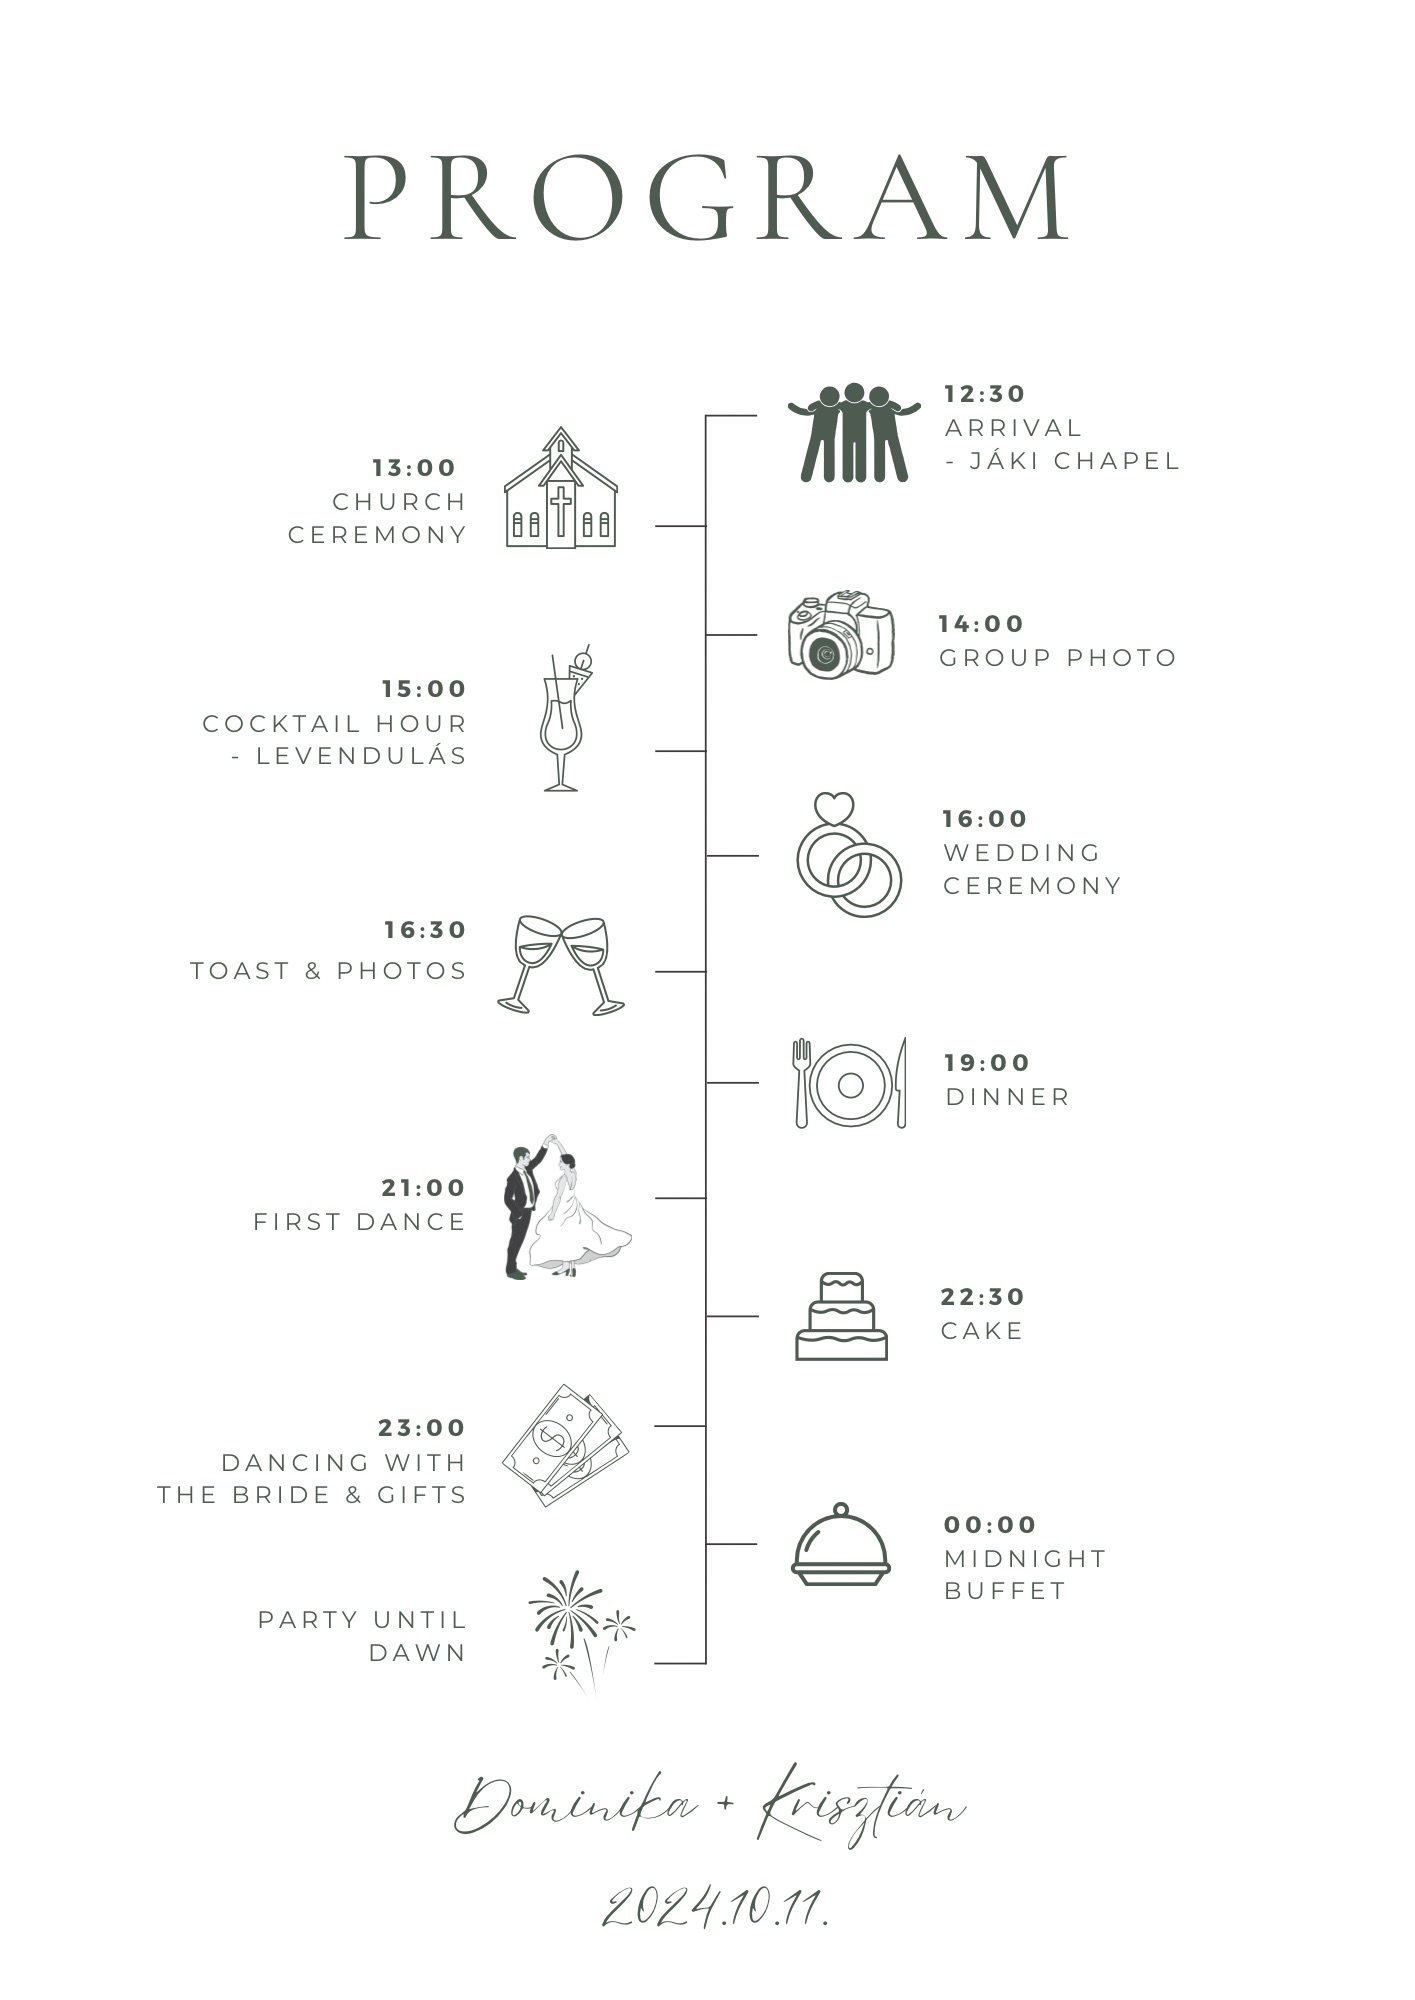 PROGRAM
12:30
ARRIVAL
- JÁKI CHAPEL
13:00
CHURCH
CEREMONY
14:00
GROUP PHOTO
15:00
COCKTAIL HOUR
- LEVENDULÁS
16:00
WEDDING
CEREMONY
16:30
TOAST & PHOTOS
19:00
DINNER
21:00
FIRST DANCE
22:30
CAKE
23:00
DANCING WITH
THE BRIDE & GIFTS
00:00
MIDNIGHT
BUFFET
PARTY UNTIL
DAWN
Dominika + Krisztián
2024.10.11.